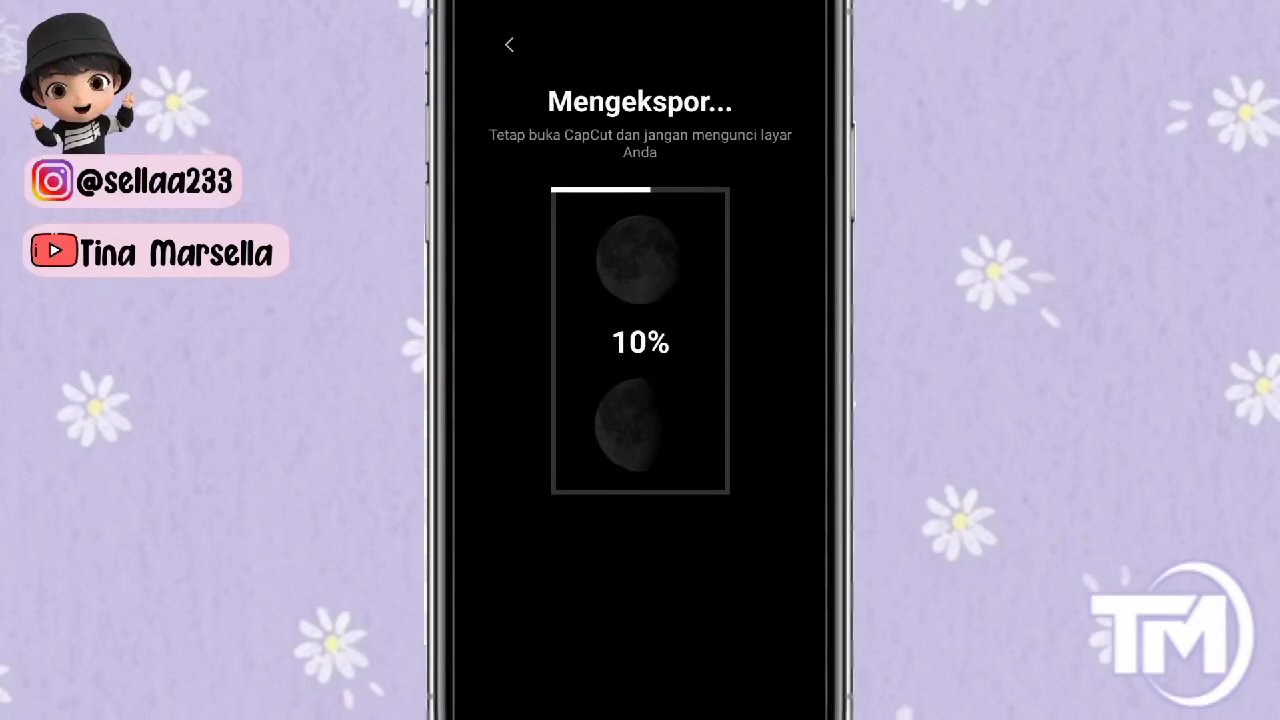 @sellaa233
Tina Marsella
Mengekspor...
Tetap buka CapCut dan jangan mengunci layar
Anda
10%
TM